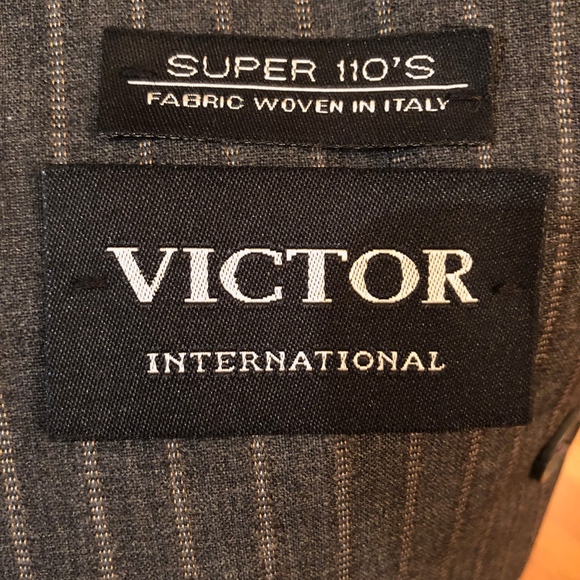 SUPER 110'S
FABRIC WOVEN IN ITALY
VICTOR
INTERNATIONAL